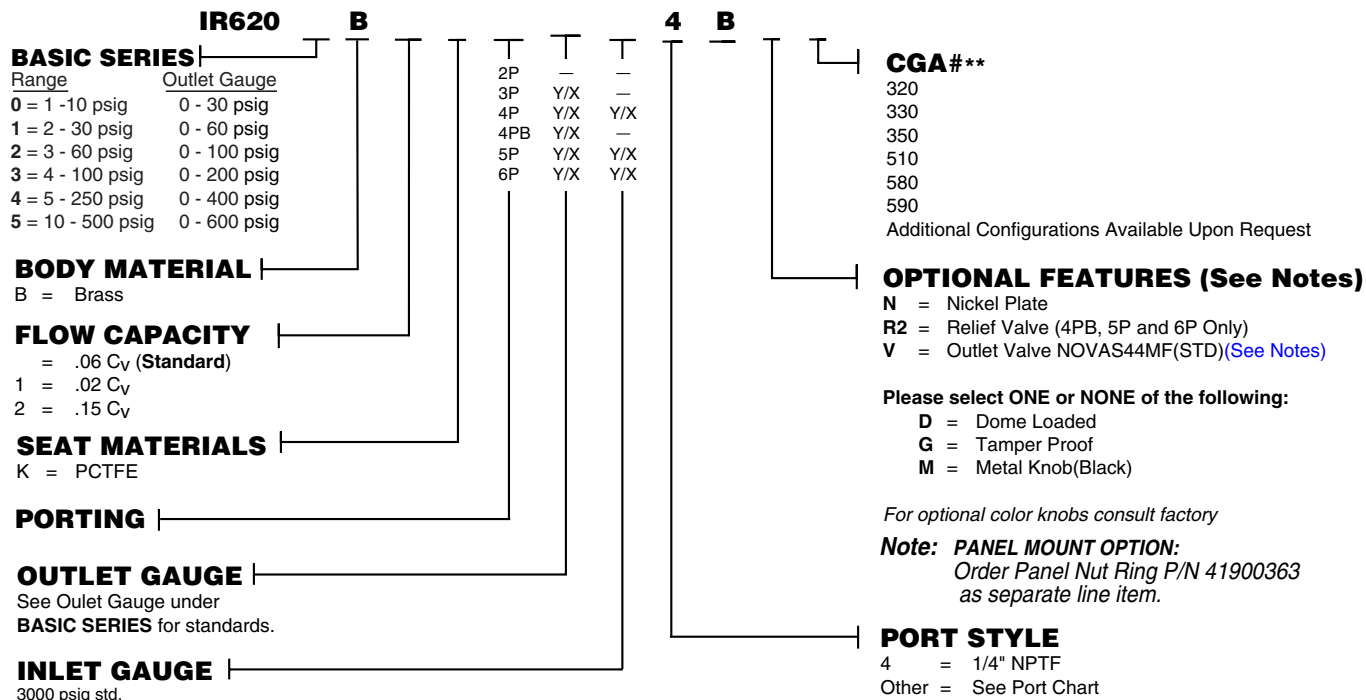 IR620 B 4 B
BASIC SERIES
Range Outlet Gauge
0 = 1 -10 psig 0 - 30 psig
1 = 2 - 30 psig 0 - 60 psig
2 = 3 - 60 psig 0 - 100 psig
3 = 4 - 100 psig 0 - 200 psig
4 = 5 - 250 psig 0 - 400 psig
5 = 10 - 500 psig 0 - 600 psig
BODY MATERIAL
B = Brass
FLOW CAPACITY
= .06 CV (Standard)
1 = .02 CV
2 = .15 CV
SEAT MATERIALS
K = PCTFE
PORTING
OUTLET GAUGE
See Oulet Gauge under
BASIC SERIES for standards.
INLET GAUGE
3000 psig std.
2P — —
3P Y/X —
4P Y/X Y/X
4PB Y/X —
5P Y/X Y/X
6P Y/X Y/X
CGA#**
320
330
350
510
580
590
Additional Configurations Available Upon Request
OPTIONAL FEATURES (See Notes)
N = Nickel Plate
R2 = Relief Valve (4PB, 5P and 6P Only)
V = Outlet Valve NOVAS44MF(STD)(See Notes)
Please select ONE or NONE of the following:
D = Dome Loaded
G = Tamper Proof
M = Metal Knob(Black)
For optional color knobs consult factory
Note: PANEL MOUNT OPTION:
Order Panel Nut Ring P/N 41900363
as separate line item.
PORT STYLE
4 = 1/4" NPTF
Other = See Port Chart